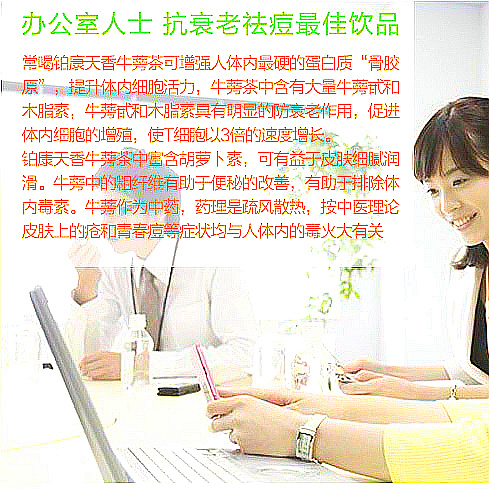 办公室人士 抗衰老祛痘最佳饮品
常喝铂康天香牛蒡茶可增强人体内最硬的蛋白质“骨胶
原”，提升体内细胞活力，牛蒡茶中含有大量牛蒡甙和
木脂素，牛蒡甙和木脂素具有明显的防衰老作用，促进
体内细胞的增殖，使T细胞以3倍的速度增长。
铂康天香牛蒡茶中富含胡萝卜素，可有益于皮肤细腻润
滑。牛蒡中的粗纤维有助于便秘的改善，有助于排除体
内毒素。牛蒡作为中药，药理是疏风散热，按中医理论
皮肤上的疮和青春痘等症状均与人体内的毒火大有关